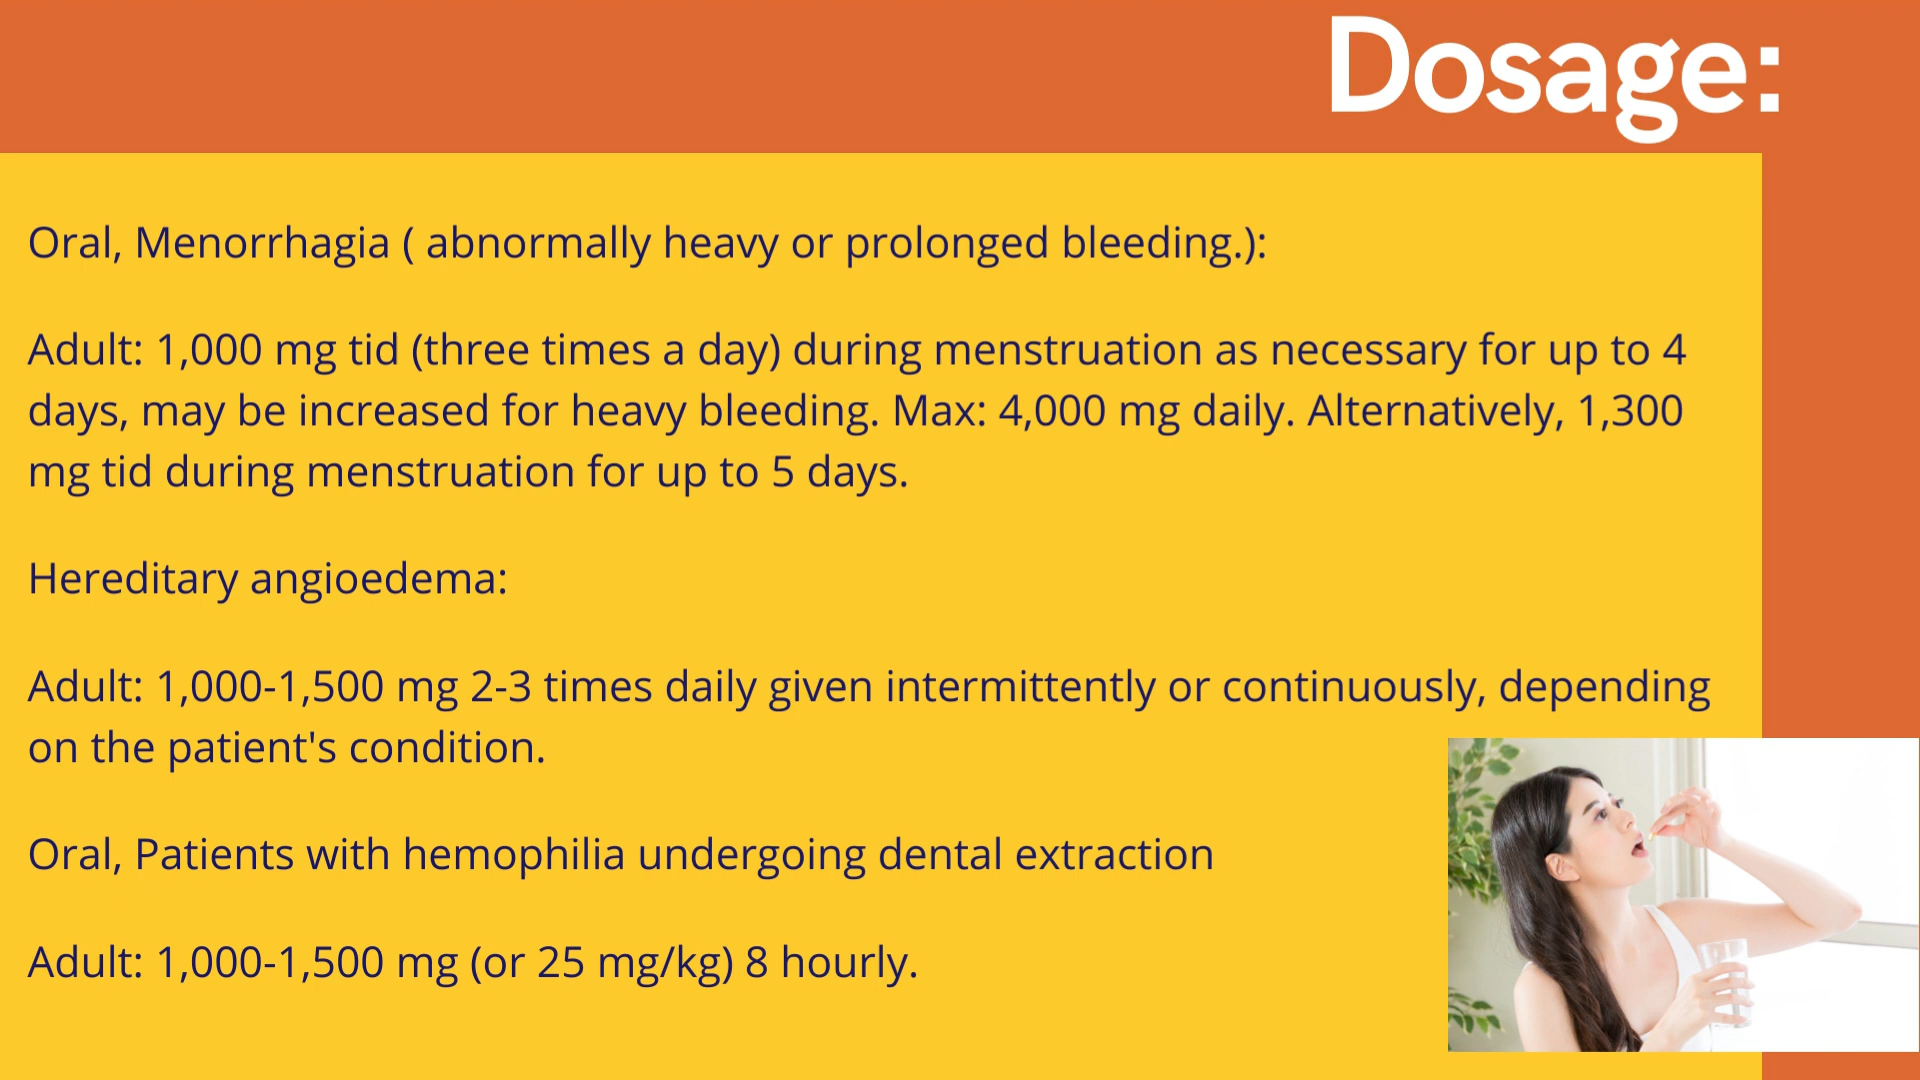 Dosage:
Oral, Menorrhagia ( abnormally heavy or prolonged bleeding.):
Adult: 1,000 mg tid (three times a day) during menstruation as necessary for up to 4
days, may be increased for heavy bleeding. Max: 4,000 mg daily. Alternatively, 1,300
mg tid during menstruation for up to 5 days.
Hereditary angioedema:
Adult: 1,000-1,500 mg 2-3 times daily given intermittently or continuously, depending
on the patient's condition.
Oral, Patients with hemophilia undergoing dental extraction
Adult: 1,000-1,500 mg (or 25 mg/kg) 8 hourly.